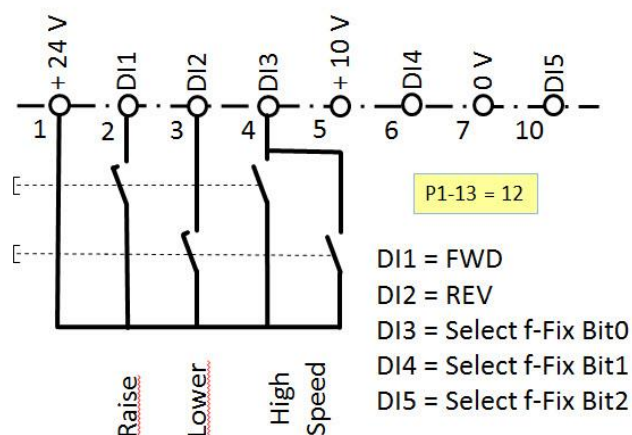 + 24 V
DI1
DI2
DI3
+ 10 V
DI4
0 V
DI5
1
2
3
4
5
6
7
10
P1-13 = 12
DI1 = FWD
DI2 = REV
DI3 = Select f-Fix Bit0
DI4 = Select f-Fix Bit1
DI5 = Select f-Fix Bit2
Raise
Lower
High
Speed